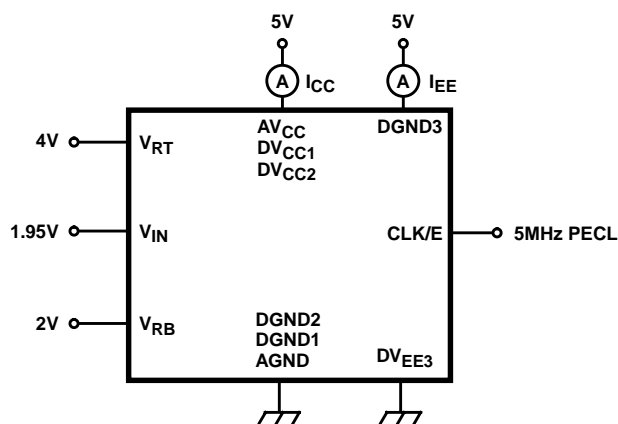 5V 5V
A ICC A IEE
AVCC DGND3
4V VRT DVCC1
DVCC2
1.95V VIN CLK/E 5MHz PECL
2V VRB DGND2
DGND1
AGND DVEE3